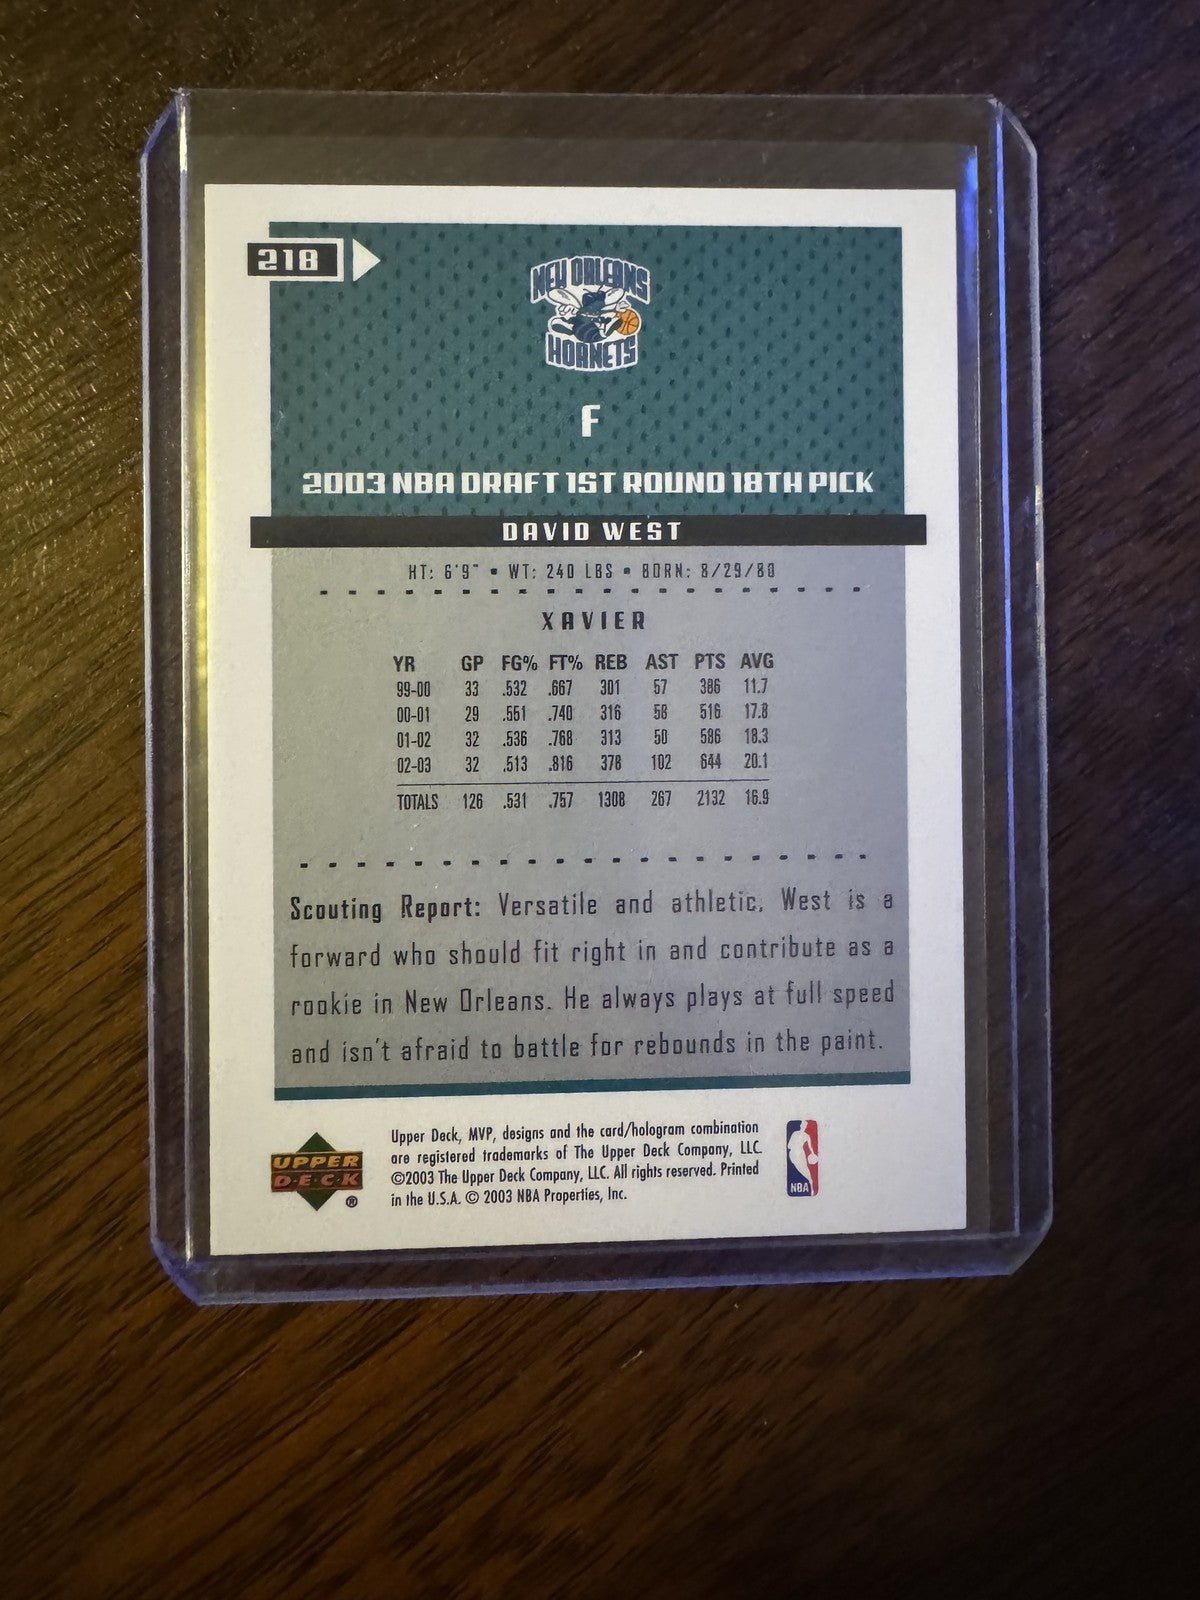 218
NEW ORLEANS
HORNETS
F
2003 NBA DRAFT 1ST ROUND 18TH PICK
DAVID WEST
HT: 6'9" ▪ WT: 240 LBS ▪ BORN: 8/29/80
XAVIER
YR GP FG% FT% REB AST PTS AVG
99-00 33 .532 .667 301 57 386 11.7
00-01 29 .551 .740 316 58 516 17.8
01-02 32 .536 .768 313 50 586 18.3
02-03 32 .513 .816 378 102 644 20.1
TOTALS 126 .531 .757 1308 267 2132 16.9
Scouting Report: Versatile and athletic, West is a
forward who should fit right in and contribute as a
rookie in New Orleans. He always plays at full speed
and isn't afraid to battle for rebounds in the paint.
UPPER
D·E·C·K
®
Upper Deck, MVP, designs and the card/hologram combination
are registered trademarks of The Upper Deck Company, LLC.
©2003 The Upper Deck Company, LLC. All rights reserved. Printed
in the U.S.A. © 2003 NBA Properties, Inc.
NBA